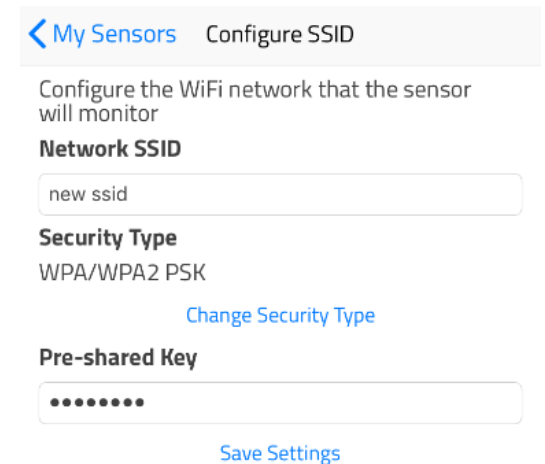 My Sensors Configure SSID
Configure the WiFi network that the sensor
will monitor
Network SSID
new ssid
Security Type
WPA/WPA2 PSK
Change Security Type
Pre-shared Key
••••••••
Save Settings